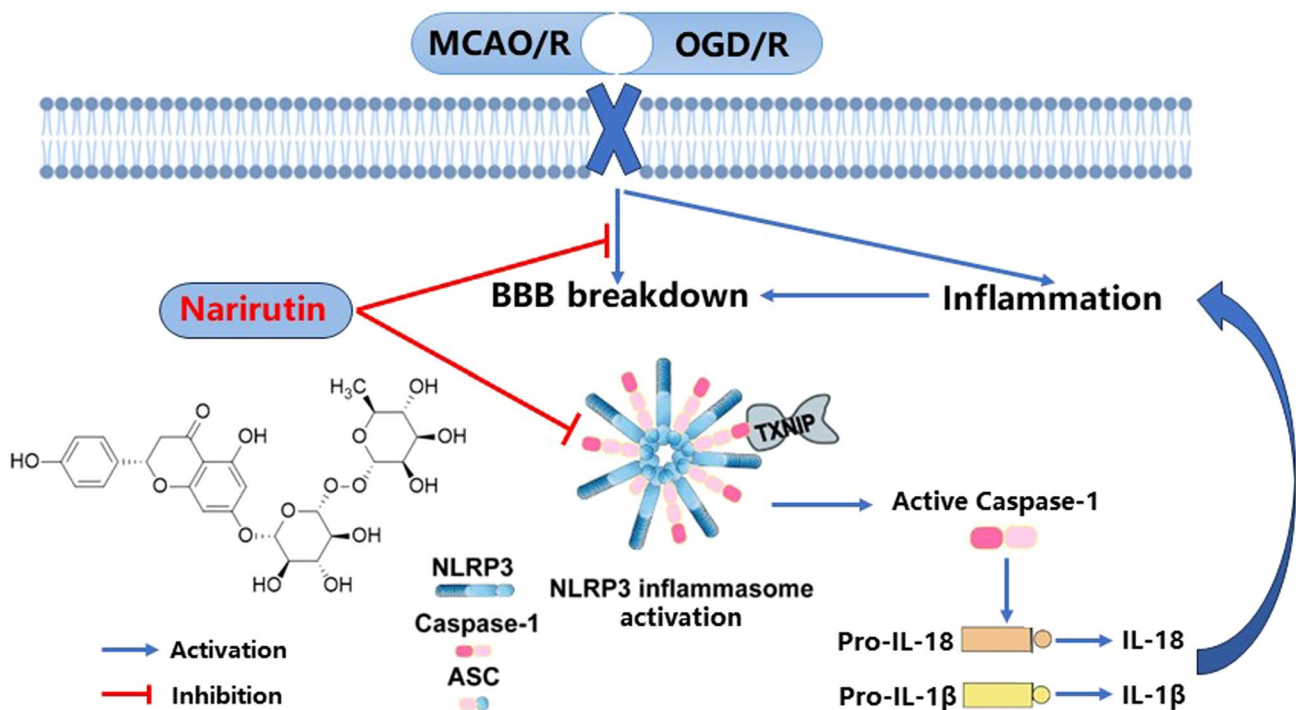 MCAO/R
OGD/R
BBB breakdown
Inflammation
Narirutin
TXNIP
H₃C
OH
OH
OH
O
O
OH
HO
O
O
O
O
O
OH
OH
HO
OH
Active Caspase-1
NLRP3
NLRP3 inflammasome
activation
Caspase-1
ASC
Pro-IL-18
IL-18
Pro-IL-1β
IL-1β
Activation
Inhibition